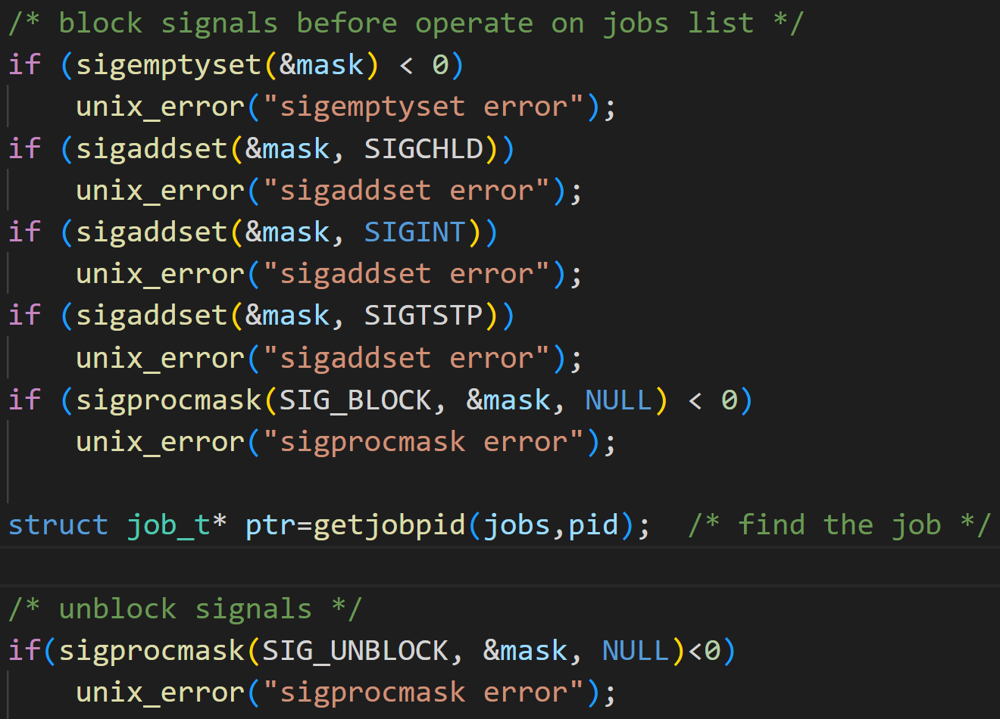 /* block signals before operate on jobs list */
if (sigemptyset(&mask) < 0)
    unix_error("sigemptyset error");
if (sigaddset(&mask, SIGCHLD))
    unix_error("sigaddset error");
if (sigaddset(&mask, SIGINT))
    unix_error("sigaddset error");
if (sigaddset(&mask, SIGTSTP))
    unix_error("sigaddset error");
if (sigprocmask(SIG_BLOCK, &mask, NULL) < 0)
    unix_error("sigprocmask error");

struct job_t* ptr=getjobpid(jobs,pid);  /* find the job */

/* unblock signals */
if(sigprocmask(SIG_UNBLOCK, &mask, NULL)<0)
    unix_error("sigprocmask error");